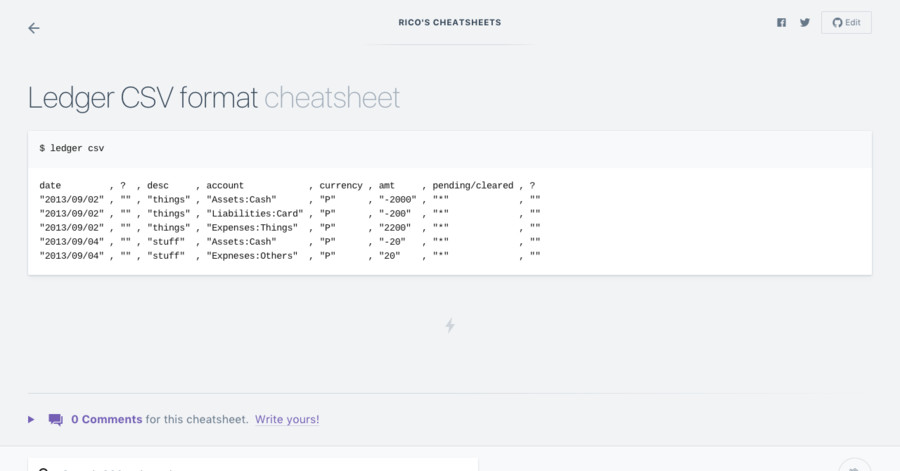 RICO'S CHEATSHEETS
Edit
Ledger CSV format cheatsheet
$ ledger csv
date         , ?  , desc     , account            , currency , amt     , pending/cleared , ?
"2013/09/02" , "" , "things" , "Assets:Cash"      , "P"      , "-2000" , "*"             , ""
"2013/09/02" , "" , "things" , "Liabilities:Card" , "P"      , "-200"  , "*"             , ""
"2013/09/02" , "" , "things" , "Expenses:Things"  , "P"      , "2200"  , "*"             , ""
"2013/09/04" , "" , "stuff"  , "Assets:Cash"      , "P"      , "-20"   , "*"             , ""
"2013/09/04" , "" , "stuff"  , "Expneses:Others"  , "P"      , "20"    , "*"             , ""
0 Comments for this cheatsheet. Write yours!